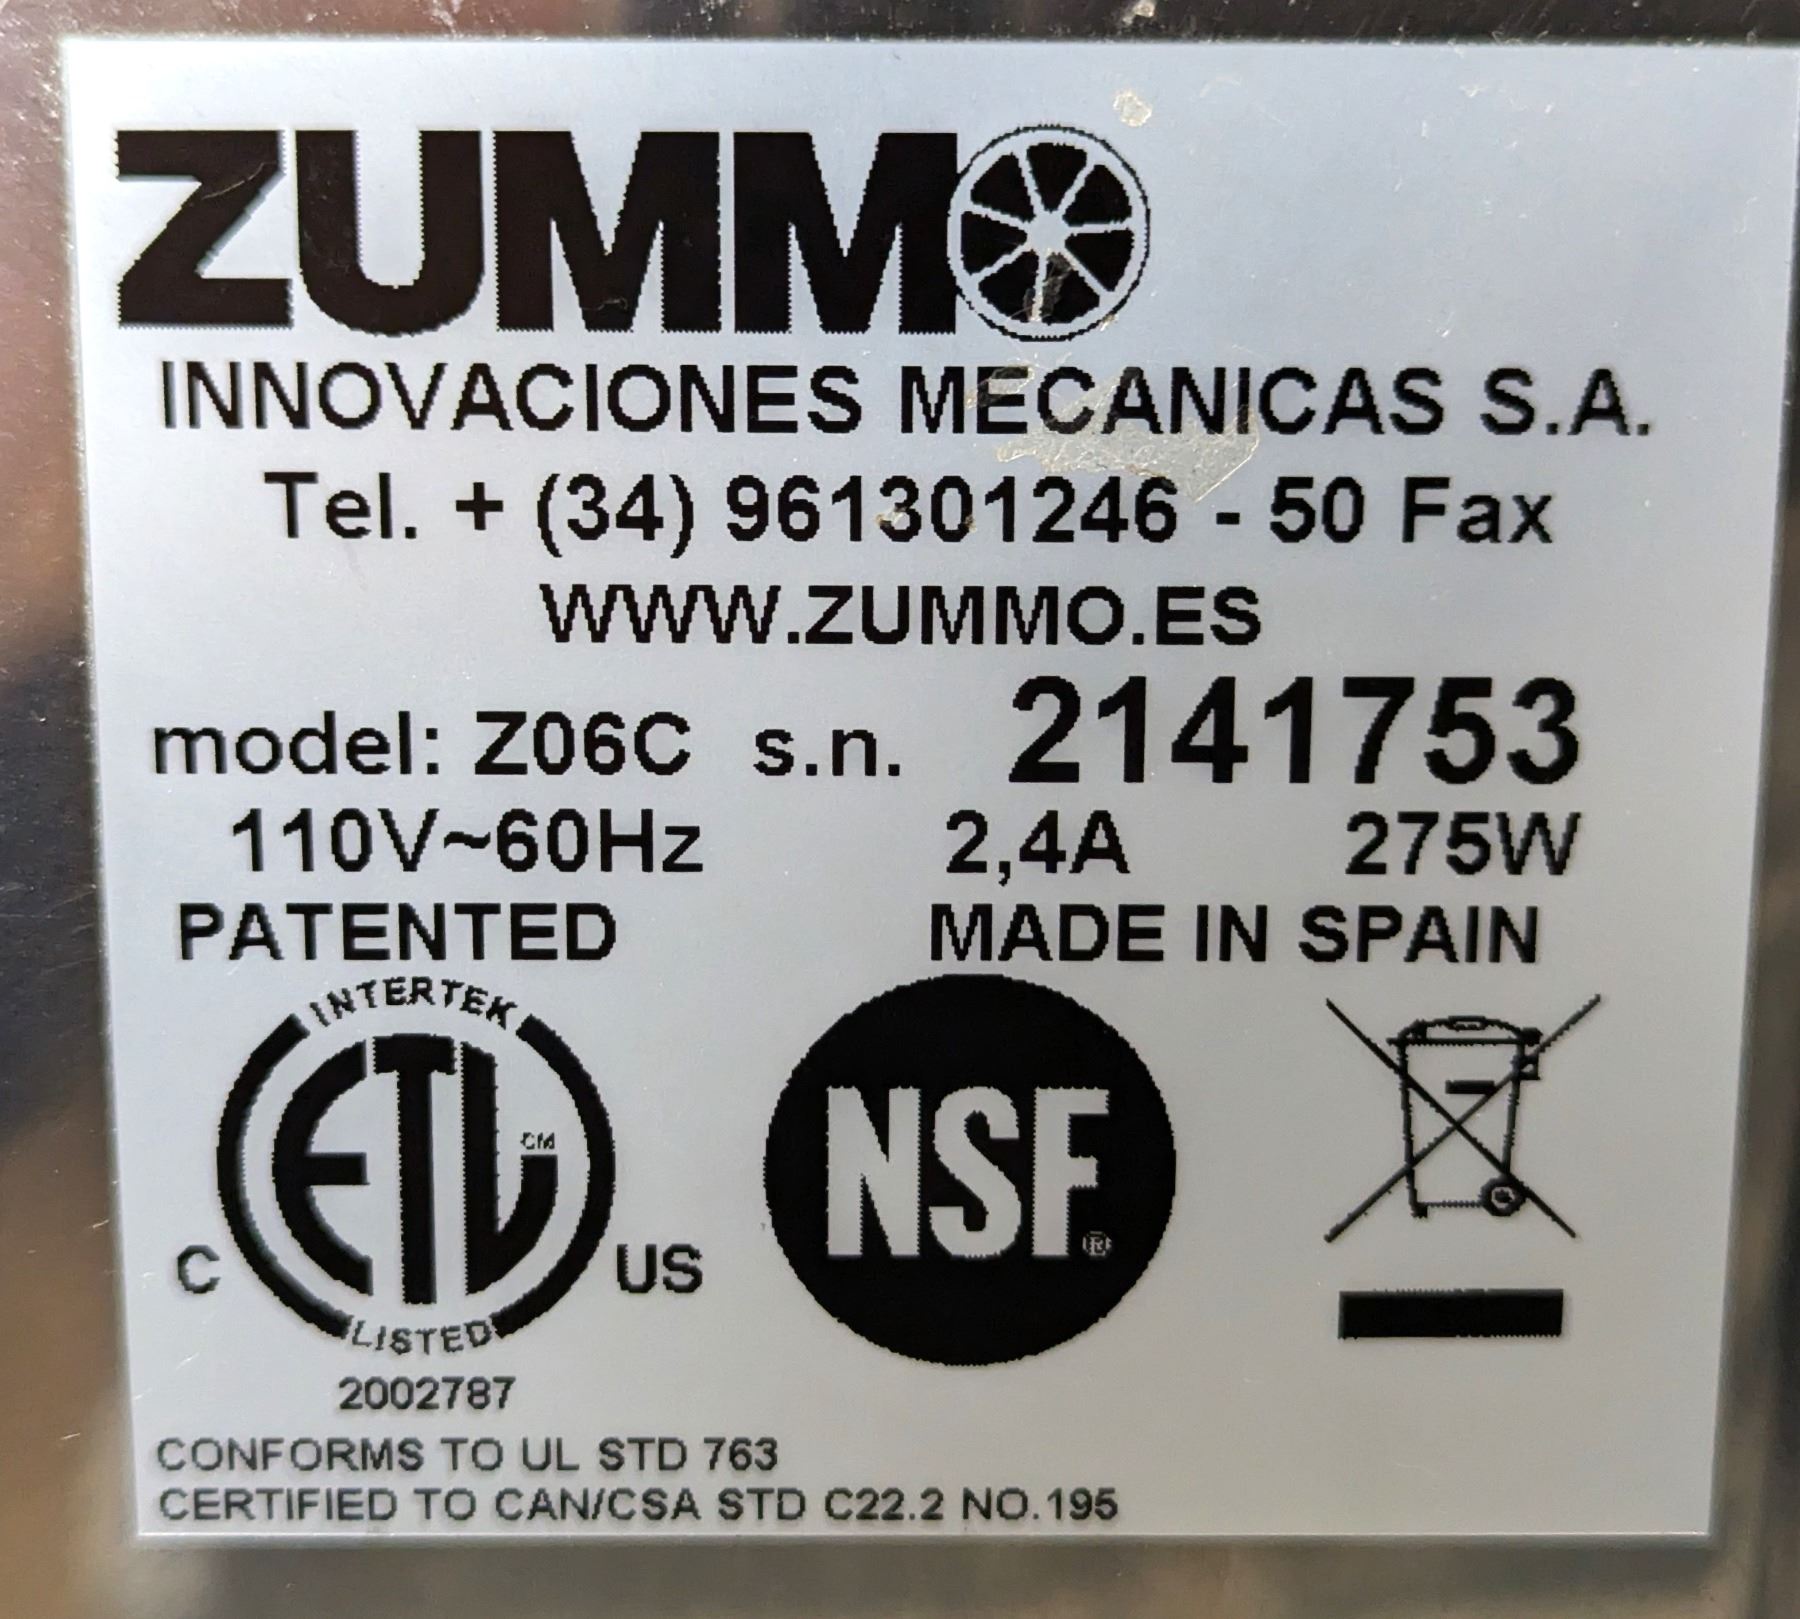 ZUMMO
INNOVACIONES MECANICAS S.A.
Tel. + (34) 961301246 - 50 Fax
WWW.ZUMMO.ES
model: Z06C s.n. 2141753
110V~60Hz 2,4A 275W
PATENTED MADE IN SPAIN
INTERTEK
ETL CM
C US
LISTED
2002787
NSF ®
CONFORMS TO UL STD 763
CERTIFIED TO CAN/CSA STD C22.2 NO.195